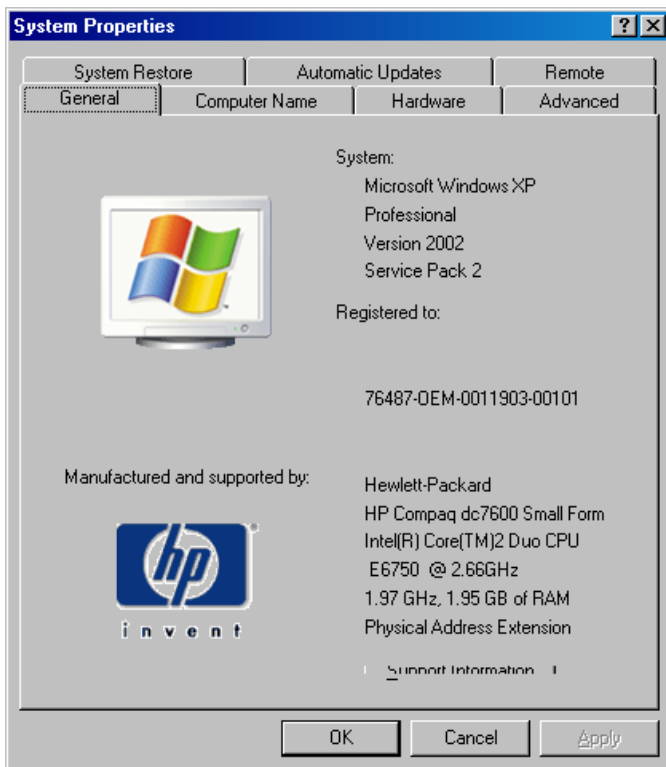 System Properties
System Restore
Automatic Updates
Remote
General
Computer Name
Hardware
Advanced
System:
Microsoft Windows XP
Professional
Version 2002
Service Pack 2
Registered to:
76487-OEM-0011903-00101
Manufactured and supported by:
hp
invent
Hewlett-Packard
HP Compaq dc7600 Small Form
Intel(R) Core(TM)2 Duo CPU
E6750 @ 2.66GHz
1.97 GHz, 1.95 GB of RAM
Physical Address Extension
Support Information
OK
Cancel
Apply